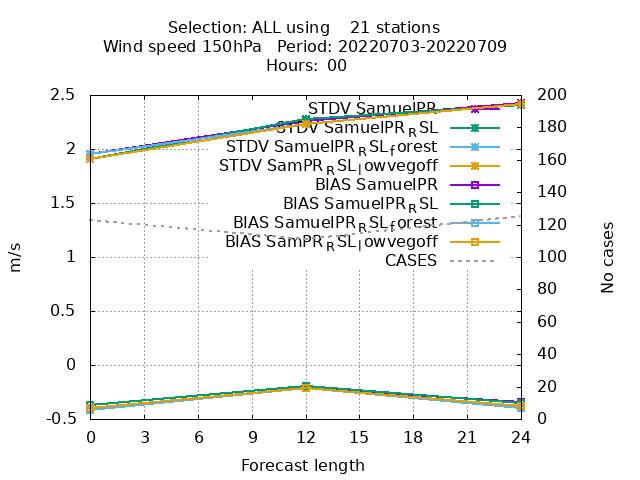 Selection: ALL using 21 stations
Wind speed 150hPa Period: 20220703-20220709
Hours: 00
2.5
2
1.5
1
0.5
0
-0.5
m/s
STDV SamuelPR
STDV SamuelPR_RSL
STDV SamuelPR_RSL_forest
STDV SamPR_RSL_lowvegoff
BIAS SamuelPR
BIAS SamuelPR_RSL
BIAS SamuelPR_RSL_forest
BIAS SamPR_RSL_lowvegoff
CASES
200
180
160
140
120
100
80
60
40
20
0
No cases
0 3 6 9 12 15 18 21 24
Forecast length